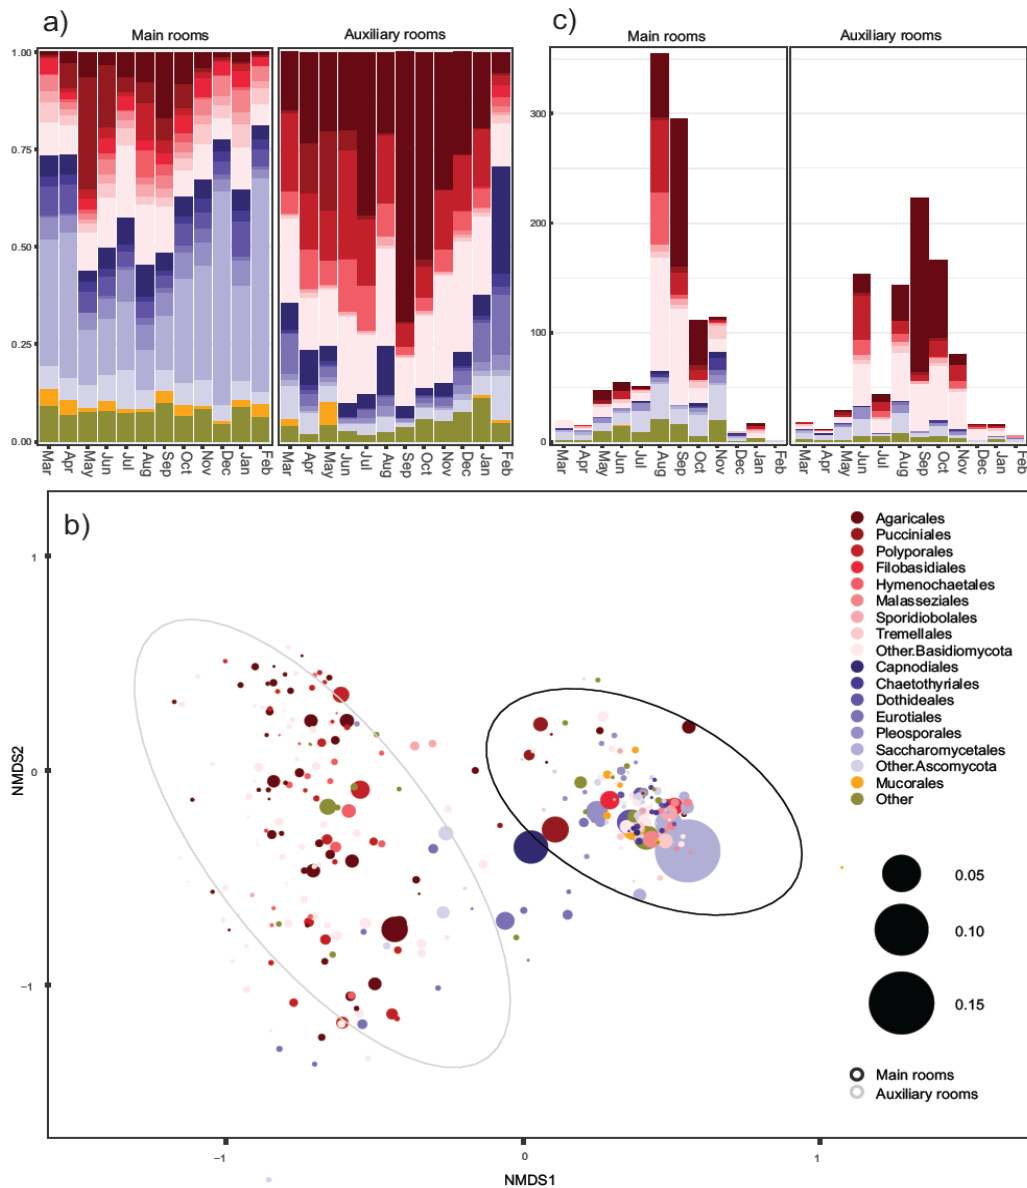 a)
c)
Main rooms
Auxiliary rooms
Main rooms
Auxiliary rooms
1.00
0.75
0.50
0.25
0.00
300
200
100
0
Mar Apr May Jun Jul Aug Sep Oct Nov Dec Jan Feb
Mar Apr May Jun Jul Aug Sep Oct Nov Dec Jan Feb
Mar Apr May Jun Jul Aug Sep Oct Nov Dec Jan Feb
Mar Apr May Jun Jul Aug Sep Oct Nov Dec Jan Feb
b)
Agaricales
Pucciniales
Polyporales
Filobasidiales
Hymenochaetales
Malasseziales
Sporidiobolales
Tremellales
Other.Basidiomycota
Capnodiales
Chaetothyriales
Dothideales
Eurotiales
Pleosporales
Saccharomycetales
Other.Ascomycota
Mucorales
Other
0.05
0.10
0.15
Main rooms
Auxiliary rooms
1
0
−1
NMDS2
−1
0
1
NMDS1